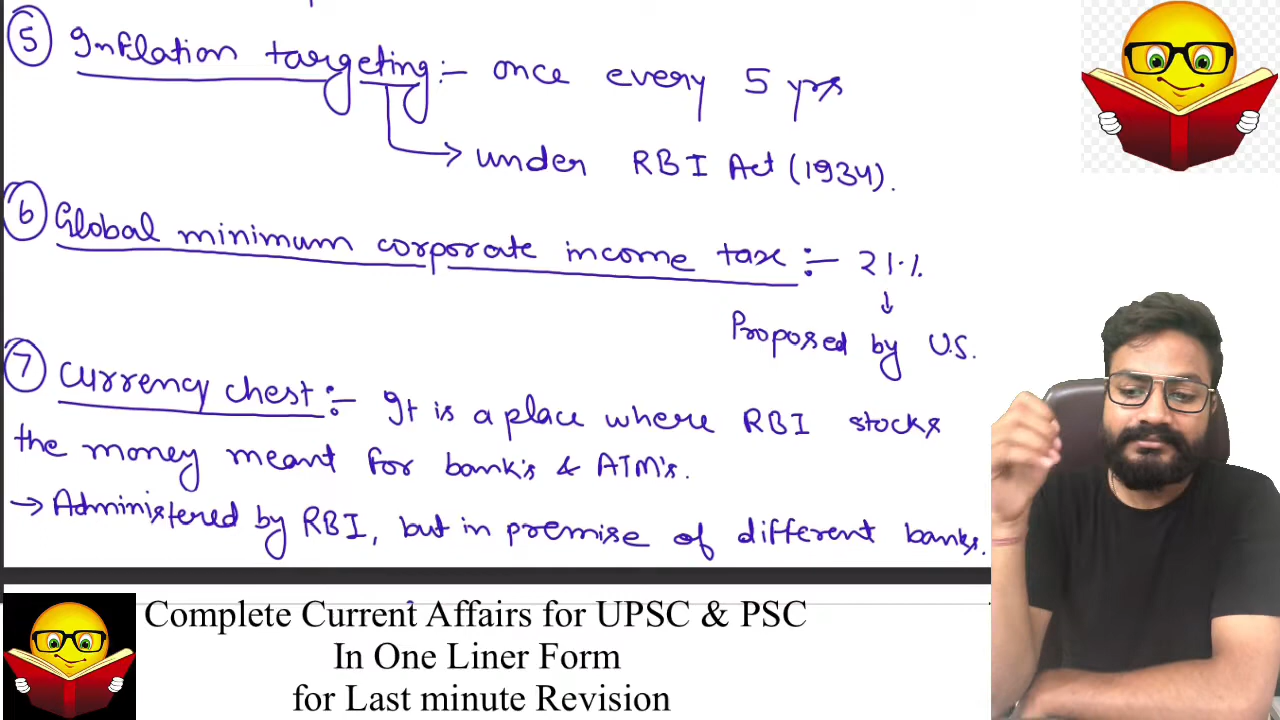 5 Inflation targeting :- once every 5 yrs
under RBI Act (1934).
6 Global minimum corporate income tax :- 21%
Proposed by U.S.
7 Currency chest :- It is a place where RBI stocks
the money meant for bank's & ATM's.
→ Administered by RBI, but in premise of different banks.
Complete Current Affairs for UPSC & PSC
In One Liner Form
for Last minute Revision